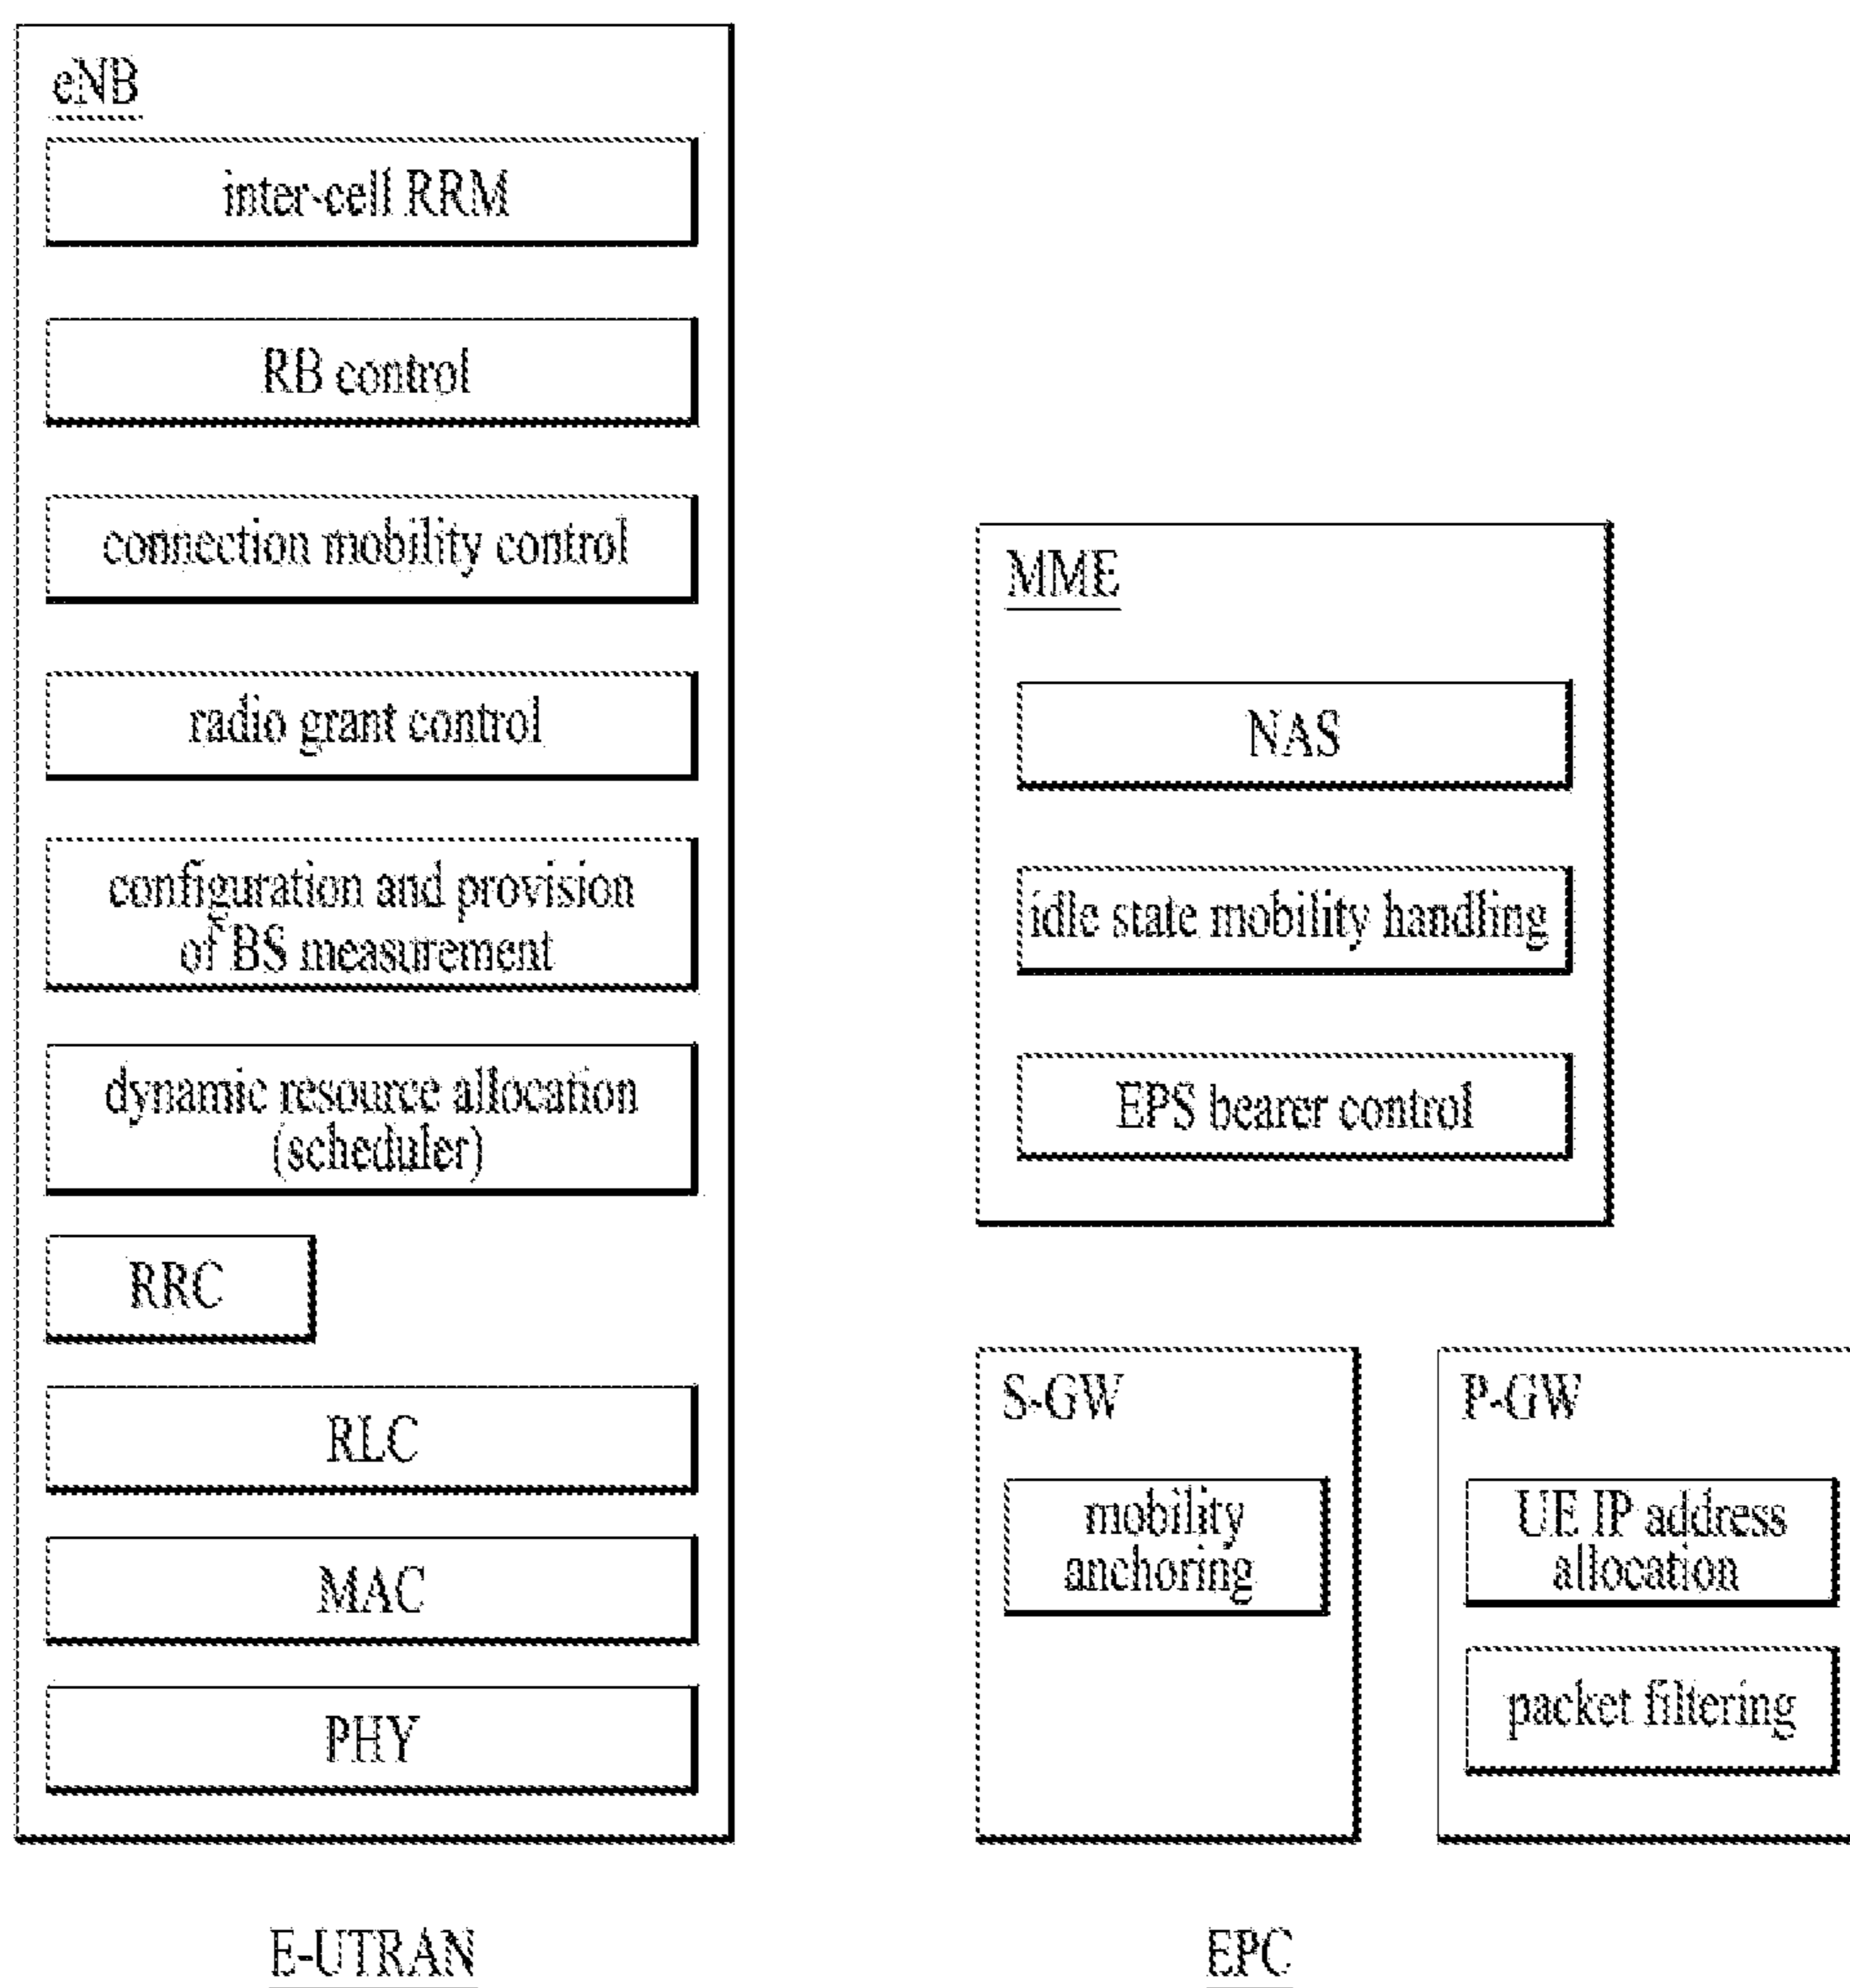 eNB
inter-cell RRM
RB control
connection mobility control
radio grant control
configuration and provision
of BS measurement
dynamic resource allocation
(scheduler)
RRC
RLC
MAC
PHY
E-UTRAN
MME
NAS
idle state mobility handling
EPS bearer control
S-GW
mobility
anchoring
P-GW
UE IP address
allocation
packet filtering
EPC